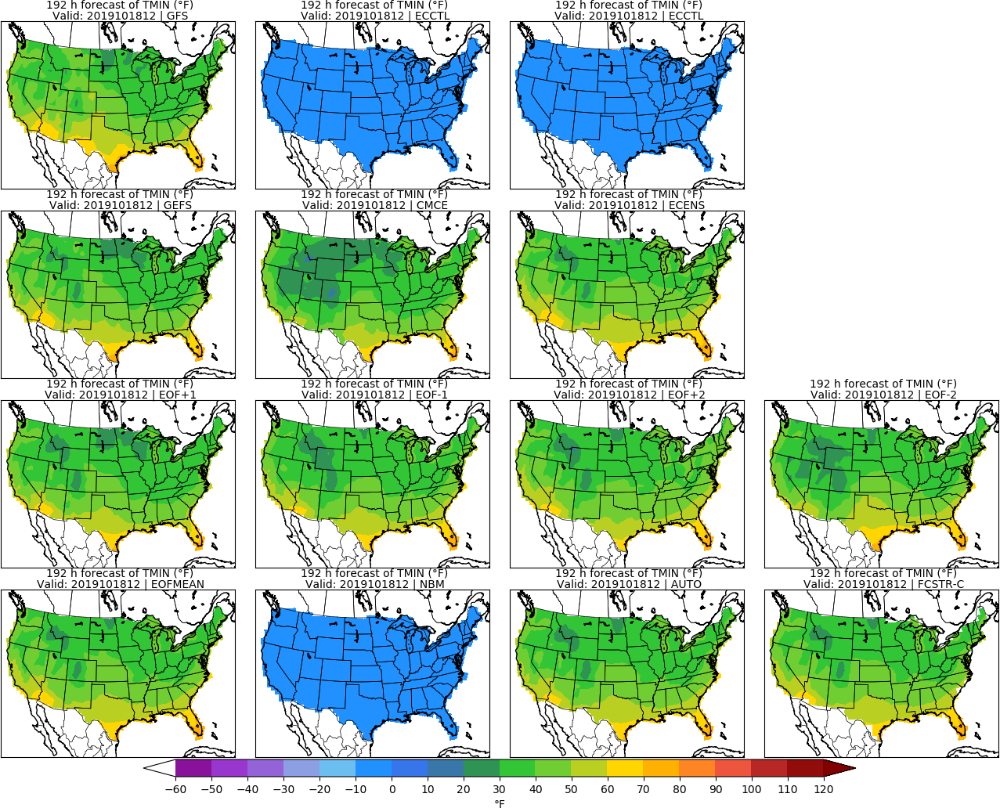 192 h forecast of TMIN (°F)
Valid: 2019101812 | GFS
192 h forecast of TMIN (°F)
Valid: 2019101812 | ECCTL
192 h forecast of TMIN (°F)
Valid: 2019101812 | ECCTL
192 h forecast of TMIN (°F)
Valid: 2019101812 | GEFS
192 h forecast of TMIN (°F)
Valid: 2019101812 | CMCE
192 h forecast of TMIN (°F)
Valid: 2019101812 | ECENS
192 h forecast of TMIN (°F)
Valid: 2019101812 | EOF+1
192 h forecast of TMIN (°F)
Valid: 2019101812 | EOF-1
192 h forecast of TMIN (°F)
Valid: 2019101812 | EOF+2
192 h forecast of TMIN (°F)
Valid: 2019101812 | EOF-2
192 h forecast of TMIN (°F)
Valid: 2019101812 | EOFMEAN
192 h forecast of TMIN (°F)
Valid: 2019101812 | NBM
192 h forecast of TMIN (°F)
Valid: 2019101812 | AUTO
192 h forecast of TMIN (°F)
Valid: 2019101812 | FCSTR-C
−60 −50 −40 −30 −20 −10 0 10 20 30 40 50 60 70 80 90 100 110 120
°F